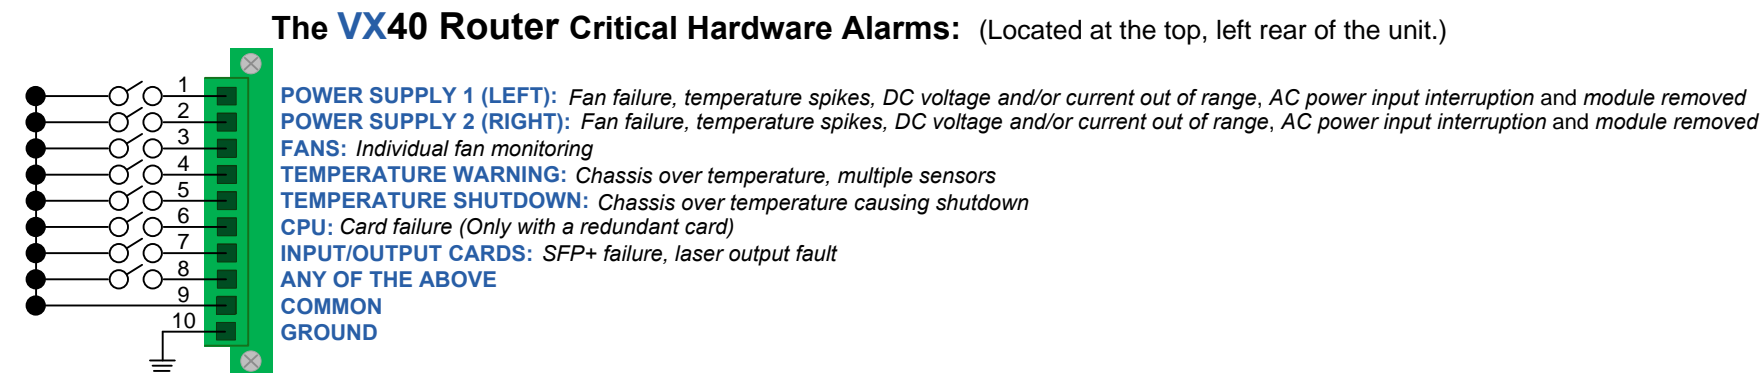 The VX40 Router Critical Hardware Alarms: (Located at the top, left rear of the unit.)
1 POWER SUPPLY 1 (LEFT): Fan failure, temperature spikes, DC voltage and/or current out of range, AC power input interruption and module removed
2 POWER SUPPLY 2 (RIGHT): Fan failure, temperature spikes, DC voltage and/or current out of range, AC power input interruption and module removed
3 FANS: Individual fan monitoring
4 TEMPERATURE WARNING: Chassis over temperature, multiple sensors
5 TEMPERATURE SHUTDOWN: Chassis over temperature causing shutdown
6 CPU: Card failure (Only with a redundant card)
7 INPUT/OUTPUT CARDS: SFP+ failure, laser output fault
8 ANY OF THE ABOVE
9 COMMON
10 GROUND